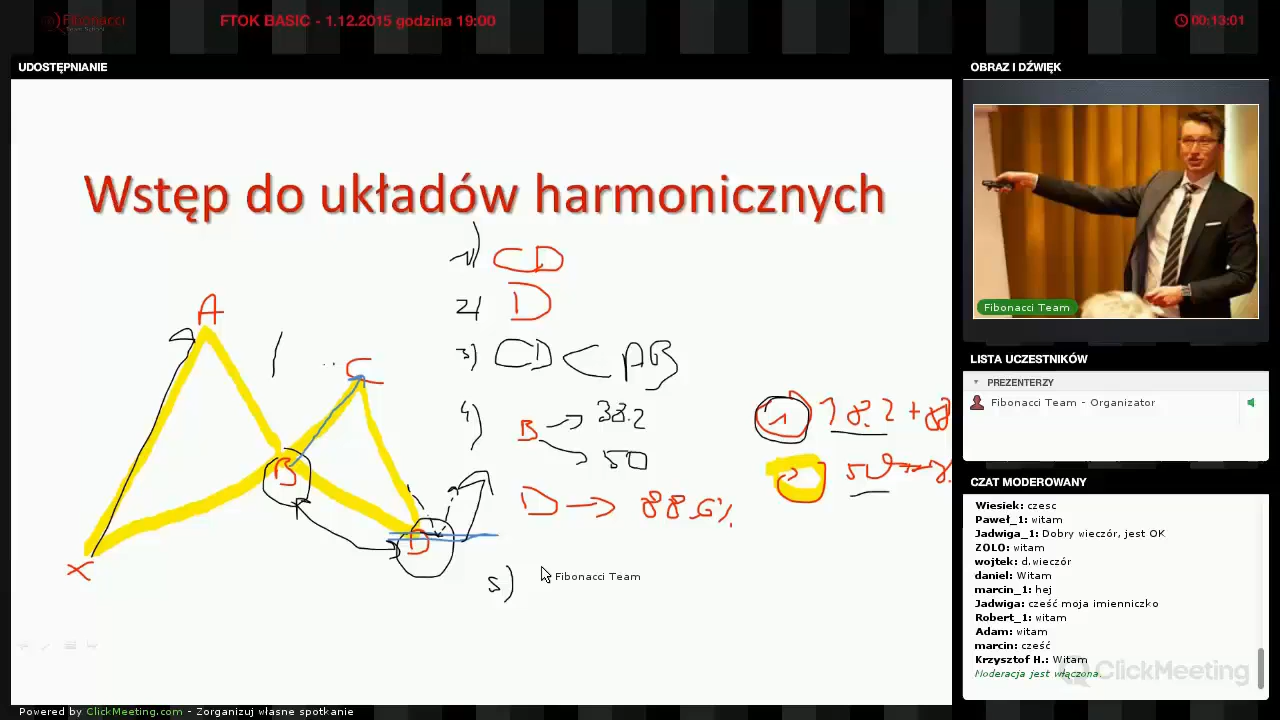 Fibonacci
FTOK BASIC - 1.12.2015 godzina 19:00
00:13:01
UDOSTĘPNIANIE
OBRAZ I DŹWIĘK
Wstęp do układów harmonicznych
1) CD
2) D
3) CD < AB
4) B → 38.2
→ 50
D → 88,6%
5)
A
C
B
D
X
1
2
50
Fibonacci Team
Fibonacci Team
LISTA UCZESTNIKÓW
PREZENTERZY
Fibonacci Team - Organizator
CZAT MODEROWANY
Wiesiek: czesc
Paweł_1: witam
Jadwiga_1: Dobry wieczór, jest OK
ZOLO: witam
wojtek: d.wieczór
daniel: Witam
marcin_1: hej
Jadwiga: cześć moja imienniczko
Robert_1: witam
Adam: witam
marcin: cześć
Krzysztof H.: Witam
Moderacja jest włączona.
ClickMeeting
Powered by ClickMeeting.com - Zorganizuj własne spotkanie